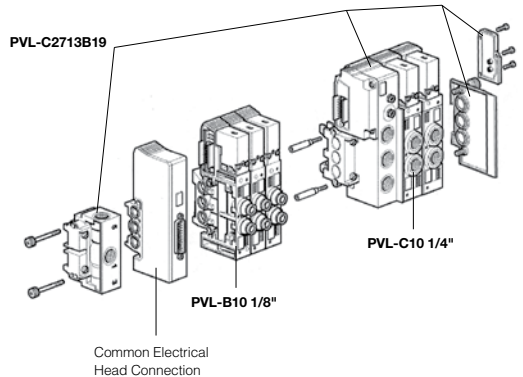 PVL-C2713B19
PVL-C10 1/4"
PVL-B10 1/8"
Common Electrical
Head Connection